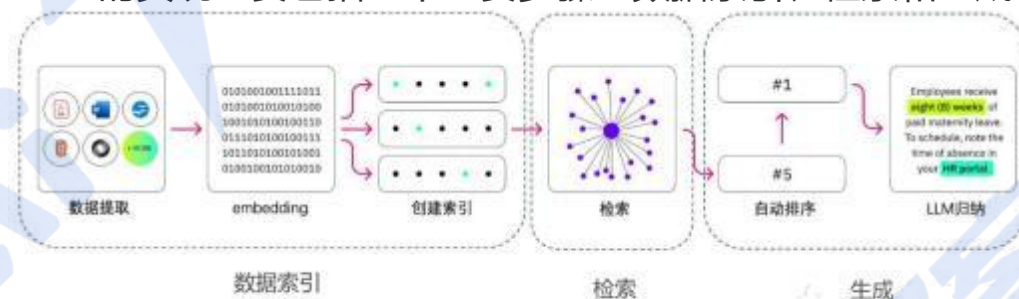 0101001001111011
0101001010010100
1001010100100110
0111010100100111
1011010100101001
0100100101010010
#1
#5
Employees receive
eight (8) weeks of
paid maternity leave.
To schedule, note the
time of absence in
your HR portal.
数据提取
embedding
创建索引
检索
自动排序
LLM归纳
数据索引
检索
生成